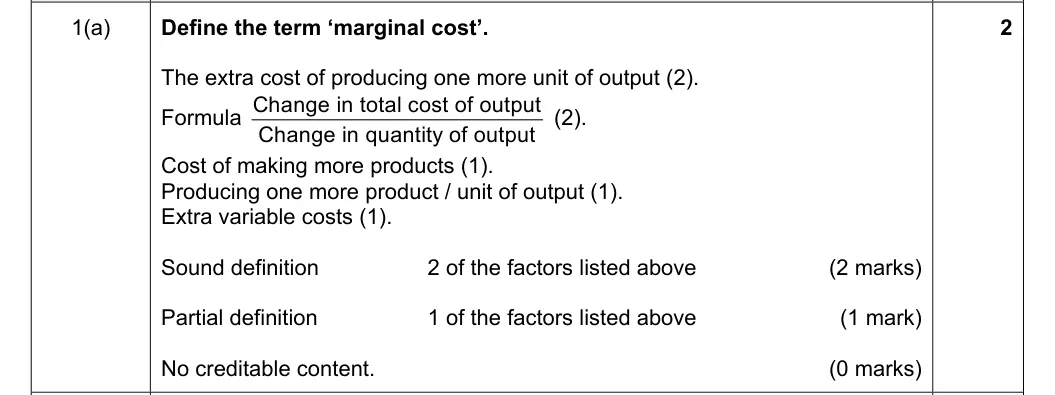 1(a) Define the term ‘marginal cost’. 2
The extra cost of producing one more unit of output (2).
Change in total cost of output
Formula (2).
Change in quantity of output
Cost of making more products (1).
Producing one more product / unit of output (1).
Extra variable costs (1).
Sound definition 2 of the factors listed above (2 marks)
Partial definition 1 of the factors listed above (1 mark)
No creditable content. (0 marks)